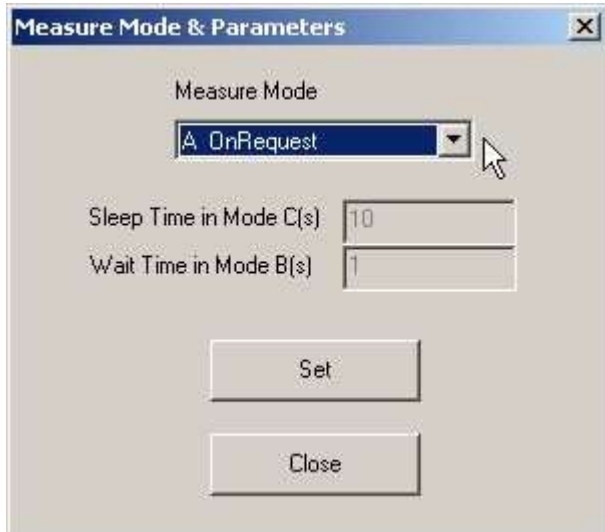 Measure Mode & Parameters
Measure Mode
A OnRequest
Sleep Time in Mode C(s) 10
Wait Time in Mode B(s) 1
Set
Close